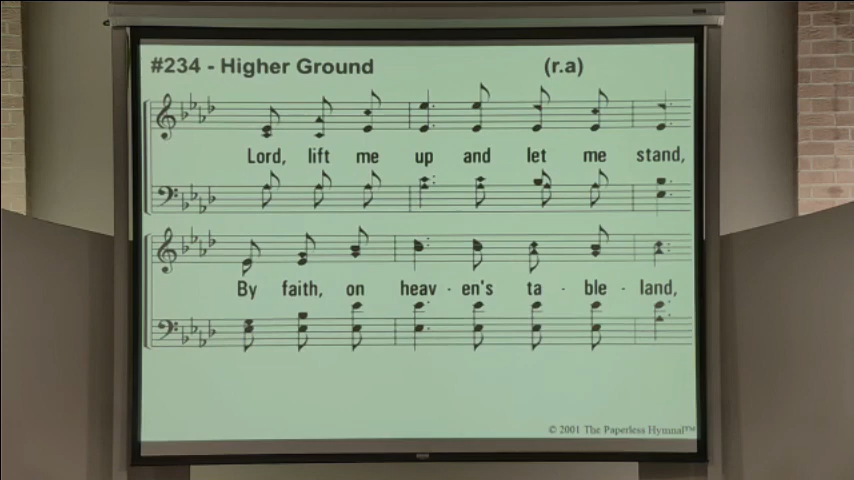 #234 - Higher Ground (r.a)
Lord, lift me up and let me stand,
By faith, on heav - en's ta - ble - land,
© 2001 The Paperless Hymnal™